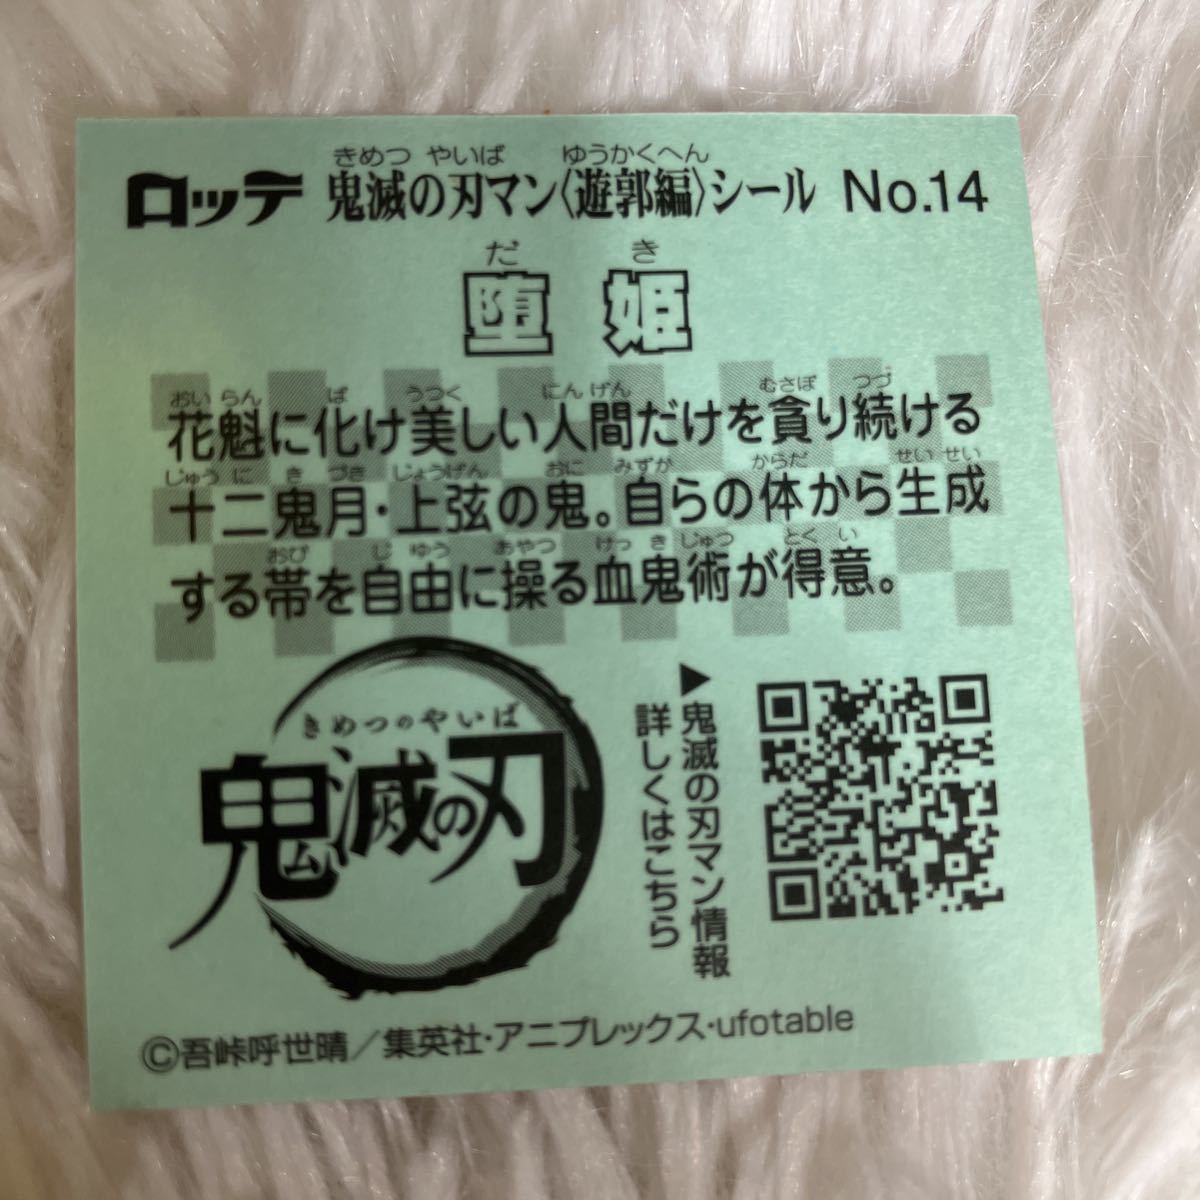 きめつ やいば ゆうかくへん
ロッテ 鬼滅の刃マン〈遊郭編〉シール No.14
だ き
堕 姫
おいらん ば うつく にんげん むさぼ つづ
花魁に化け美しい人間だけを貪り続ける
じゅう に き づき じょうげん おに みずか からだ せいせい
十二鬼月・上弦の鬼。自らの体から生成
おび じ ゆう あやつ けっ き じゅつ とく い
する帯を自由に操る血鬼術が得意。
きめつのやいば
鬼滅の刃
▶鬼滅の刃マン情報
詳しくはこちら
©吾峠呼世晴／集英社・アニプレックス・ufotable